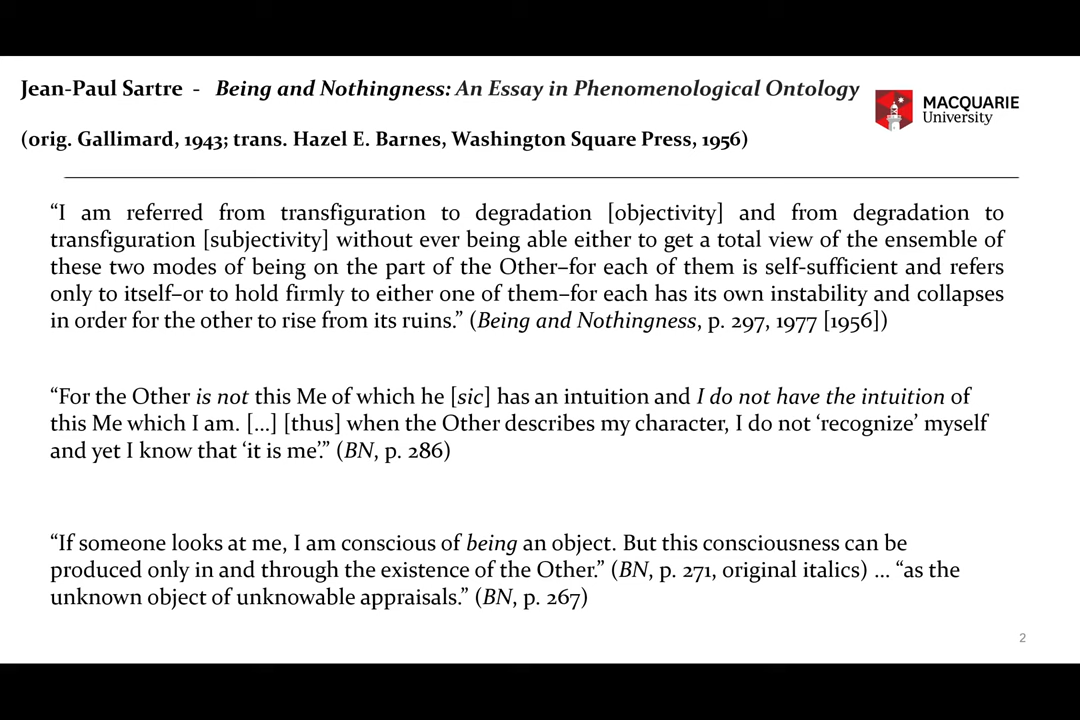 Jean-Paul Sartre - Being and Nothingness: An Essay in Phenomenological Ontology
MACQUARIE
University
(orig. Gallimard, 1943; trans. Hazel E. Barnes, Washington Square Press, 1956)
“I am referred from transfiguration to degradation [objectivity] and from degradation to
transfiguration [subjectivity] without ever being able either to get a total view of the ensemble of
these two modes of being on the part of the Other–for each of them is self-sufficient and refers
only to itself–or to hold firmly to either one of them–for each has its own instability and collapses
in order for the other to rise from its ruins.” (Being and Nothingness, p. 297, 1977 [1956])
“For the Other is not this Me of which he [sic] has an intuition and I do not have the intuition of
this Me which I am. [...] [thus] when the Other describes my character, I do not ‘recognize’ myself
and yet I know that ‘it is me’.” (BN, p. 286)
“If someone looks at me, I am conscious of being an object. But this consciousness can be
produced only in and through the existence of the Other.” (BN, p. 271, original italics) ... “as the
unknown object of unknowable appraisals.” (BN, p. 267)
2